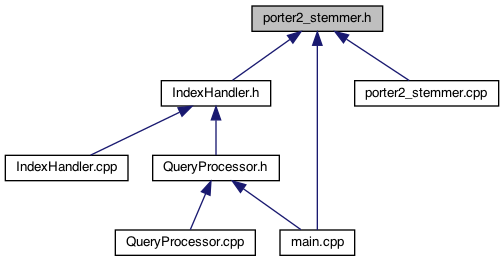 porter2_stemmer.h
IndexHandler.h
porter2_stemmer.cpp
IndexHandler.cpp
QueryProcessor.h
QueryProcessor.cpp
main.cpp